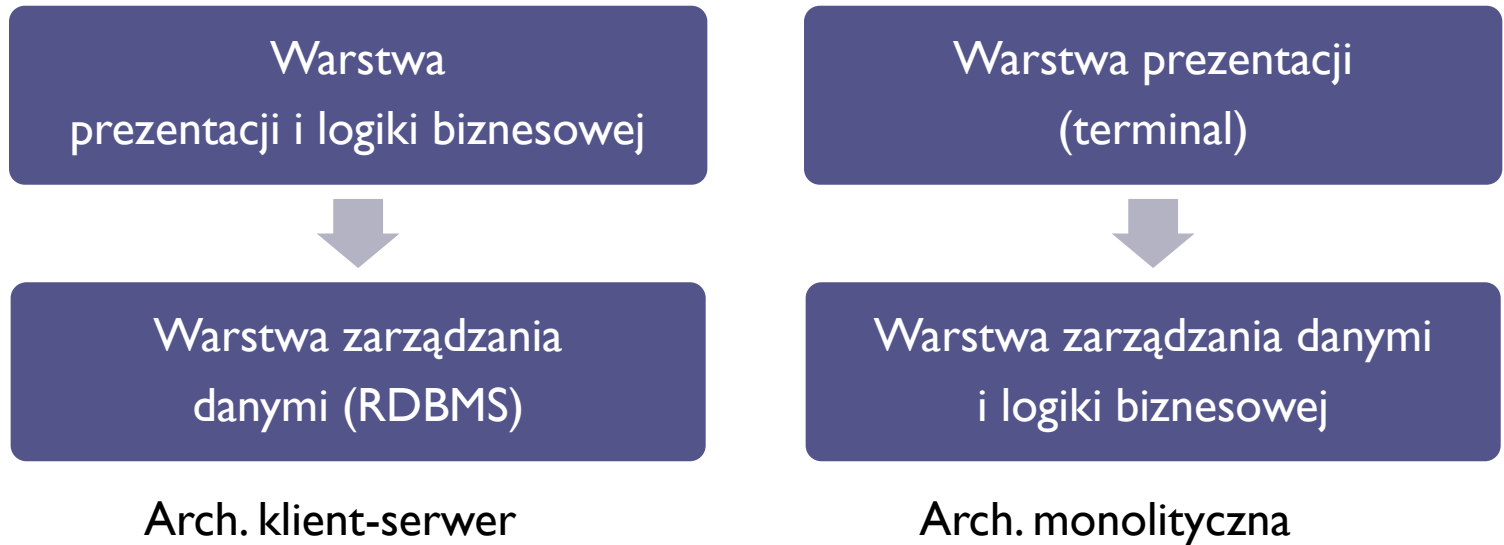 Warstwa
prezentacji i logiki biznesowej
Warstwa zarządzania
danymi (RDBMS)
Arch. klient-serwer
Warstwa prezentacji
(terminal)
Warstwa zarządzania danymi
i logiki biznesowej
Arch. monolityczna